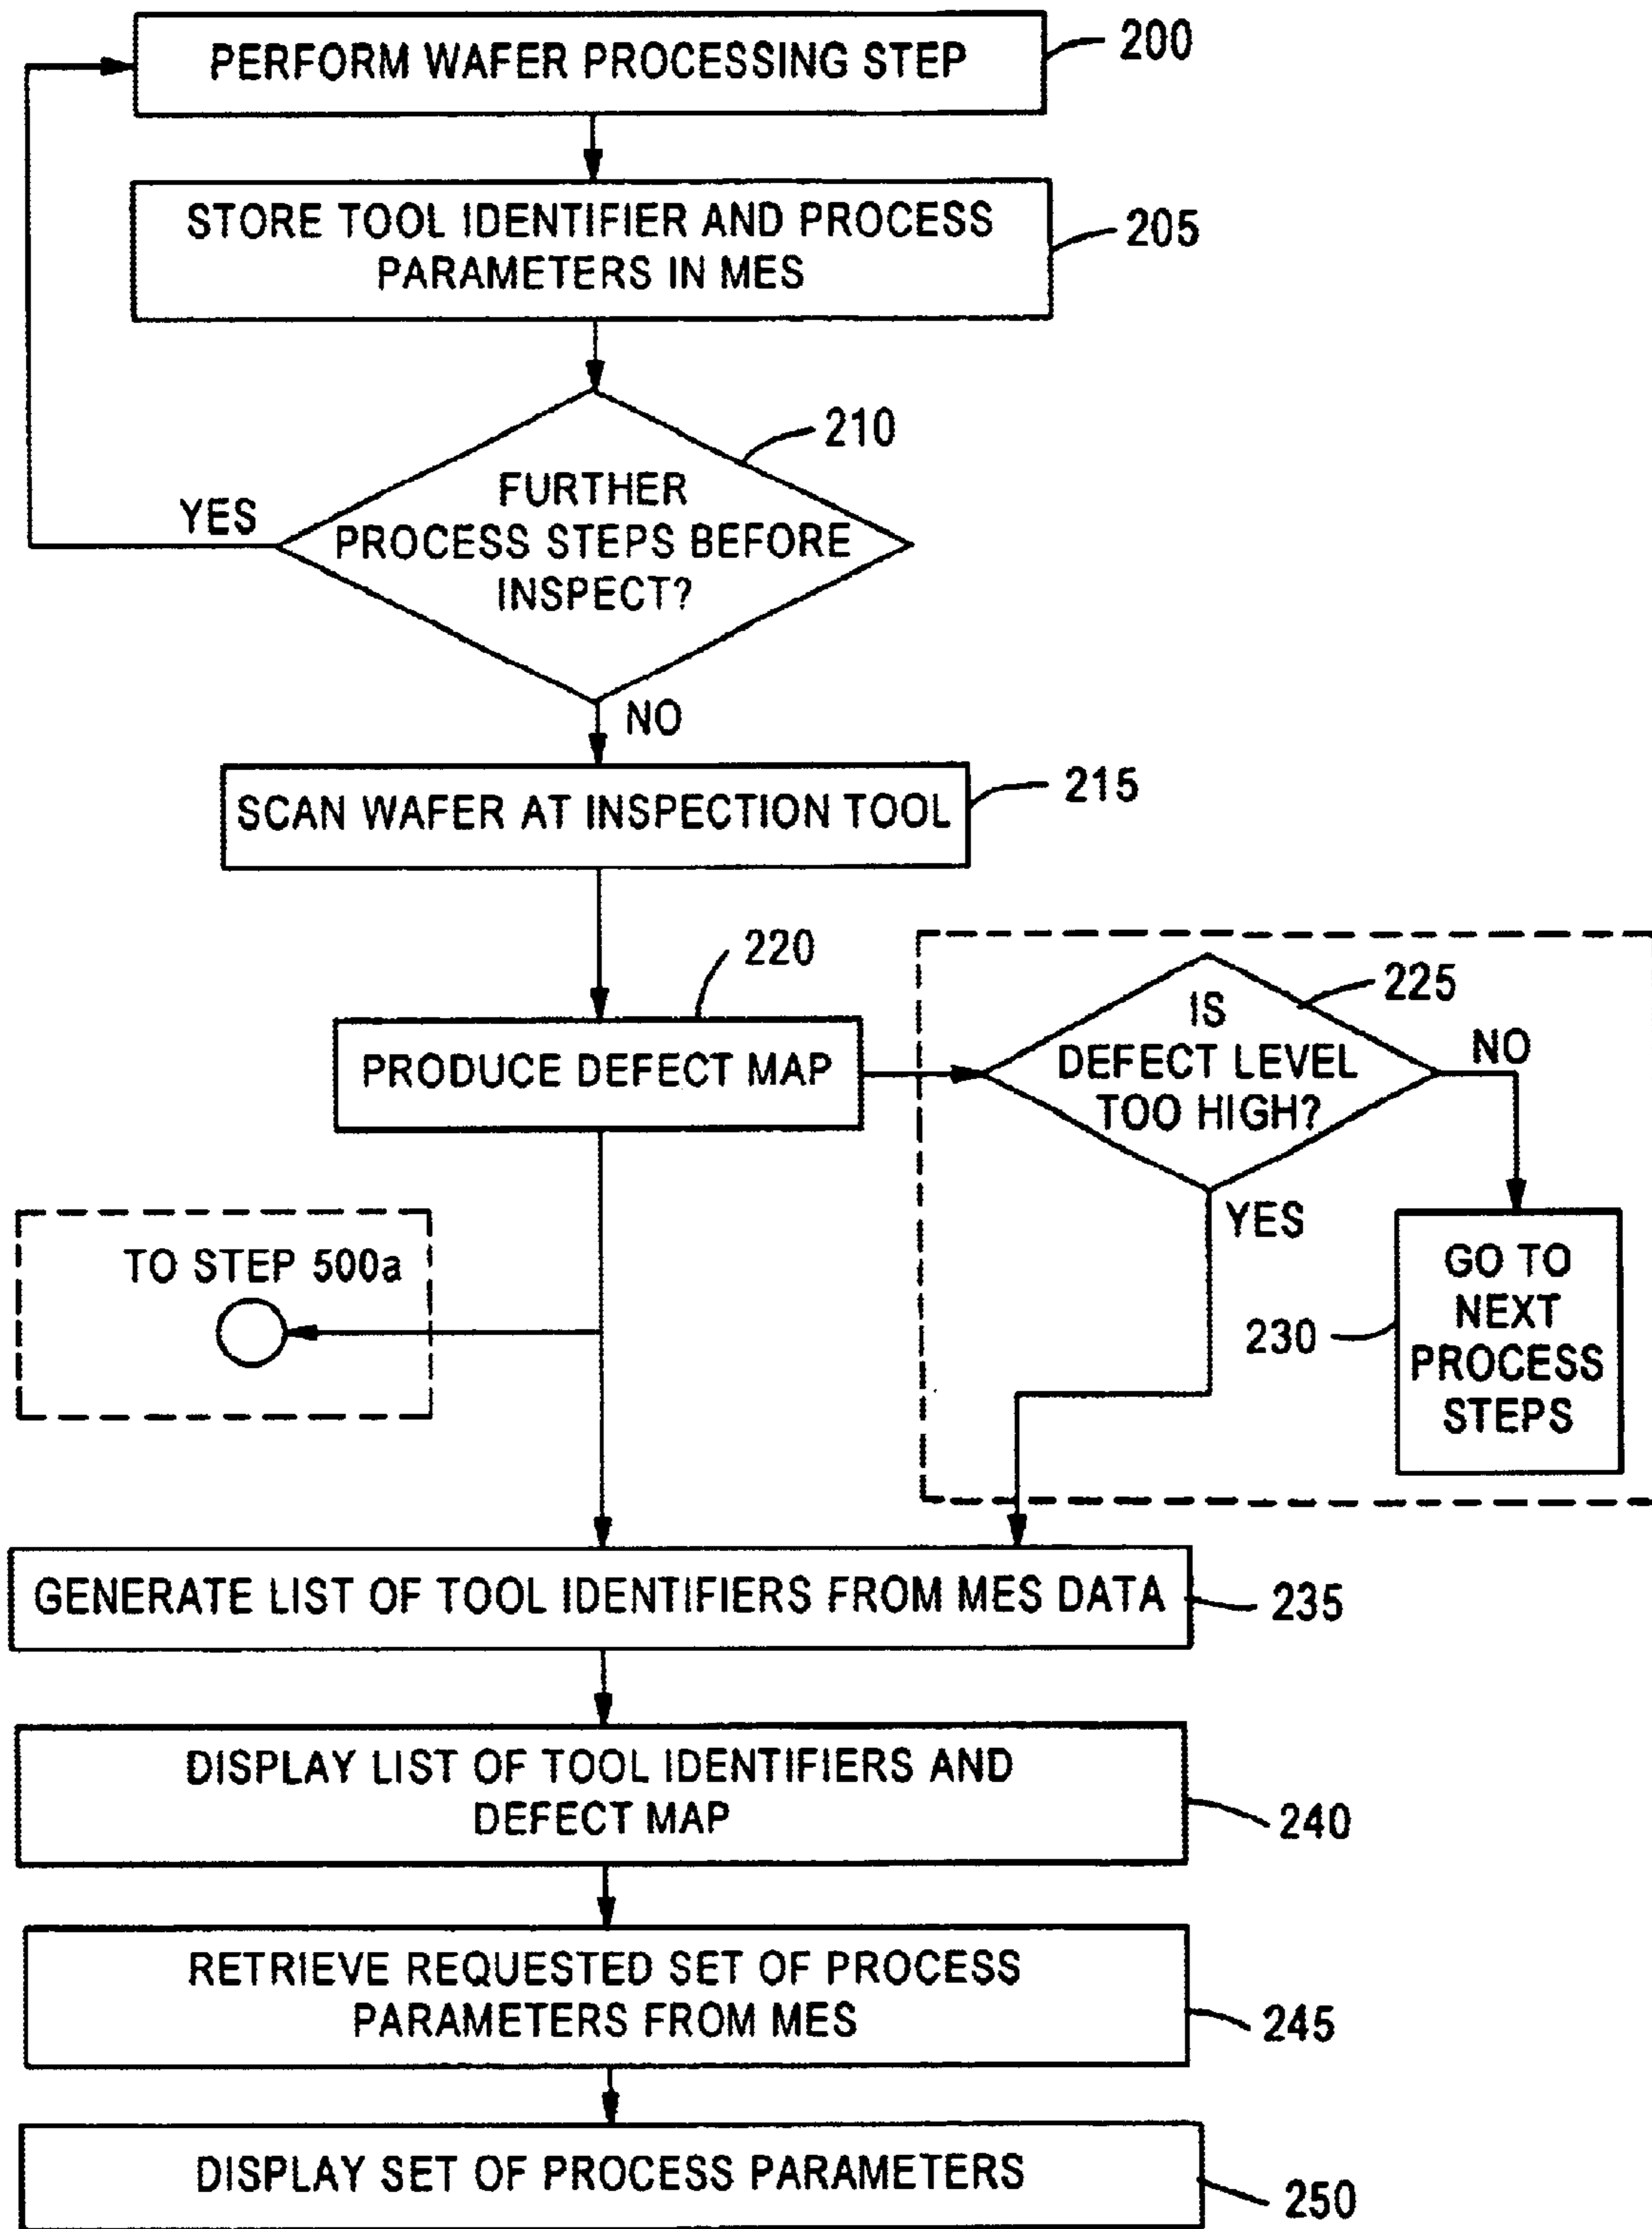 PERFORM WAFER PROCESSING STEP
200
STORE TOOL IDENTIFIER AND PROCESS
PARAMETERS IN MES
205
210
FURTHER
PROCESS STEPS BEFORE
INSPECT?
YES
NO
SCAN WAFER AT INSPECTION TOOL
215
220
PRODUCE DEFECT MAP
225
IS
DEFECT LEVEL
TOO HIGH?
NO
YES
TO STEP 500a
230
GO TO
NEXT
PROCESS
STEPS
GENERATE LIST OF TOOL IDENTIFIERS FROM MES DATA
235
DISPLAY LIST OF TOOL IDENTIFIERS AND
DEFECT MAP
240
RETRIEVE REQUESTED SET OF PROCESS
PARAMETERS FROM MES
245
DISPLAY SET OF PROCESS PARAMETERS
250